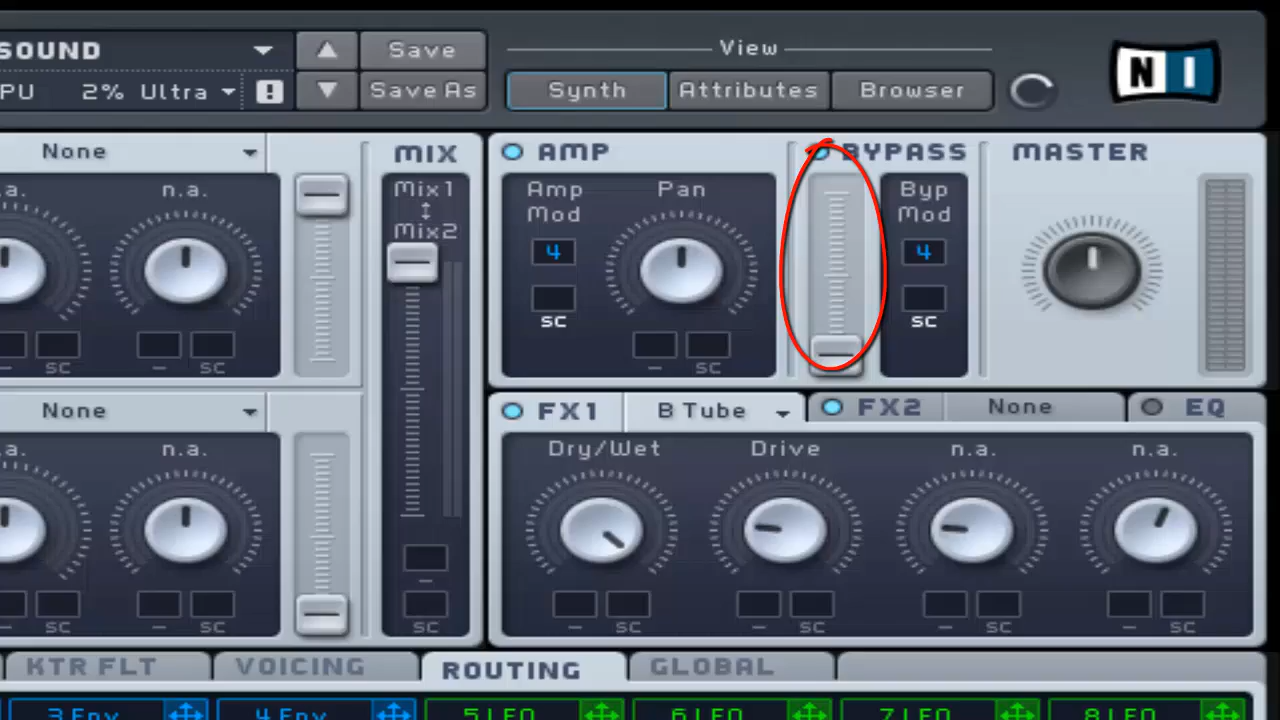 SOUND
Save
View
PU 2% Ultra
!
Save As
Synth
Attributes
Browser
NI
None
MIX
AMP
BYPASS
MASTER
.a.
n.a.
Mix1
Mix2
Amp
Mod
Pan
Byp
Mod
4
4
SC
SC
SC
SC
SC
None
FX1
B Tube
FX2
None
EQ
.a.
n.a.
Dry/Wet
Drive
n.a.
n.a.
SC
SC
SC
SC
SC
SC
SC
KTR FLT
VOICING
ROUTING
GLOBAL
3 Env
4 Env
5 LFO
6 LFO
7 LFO
8 LFO